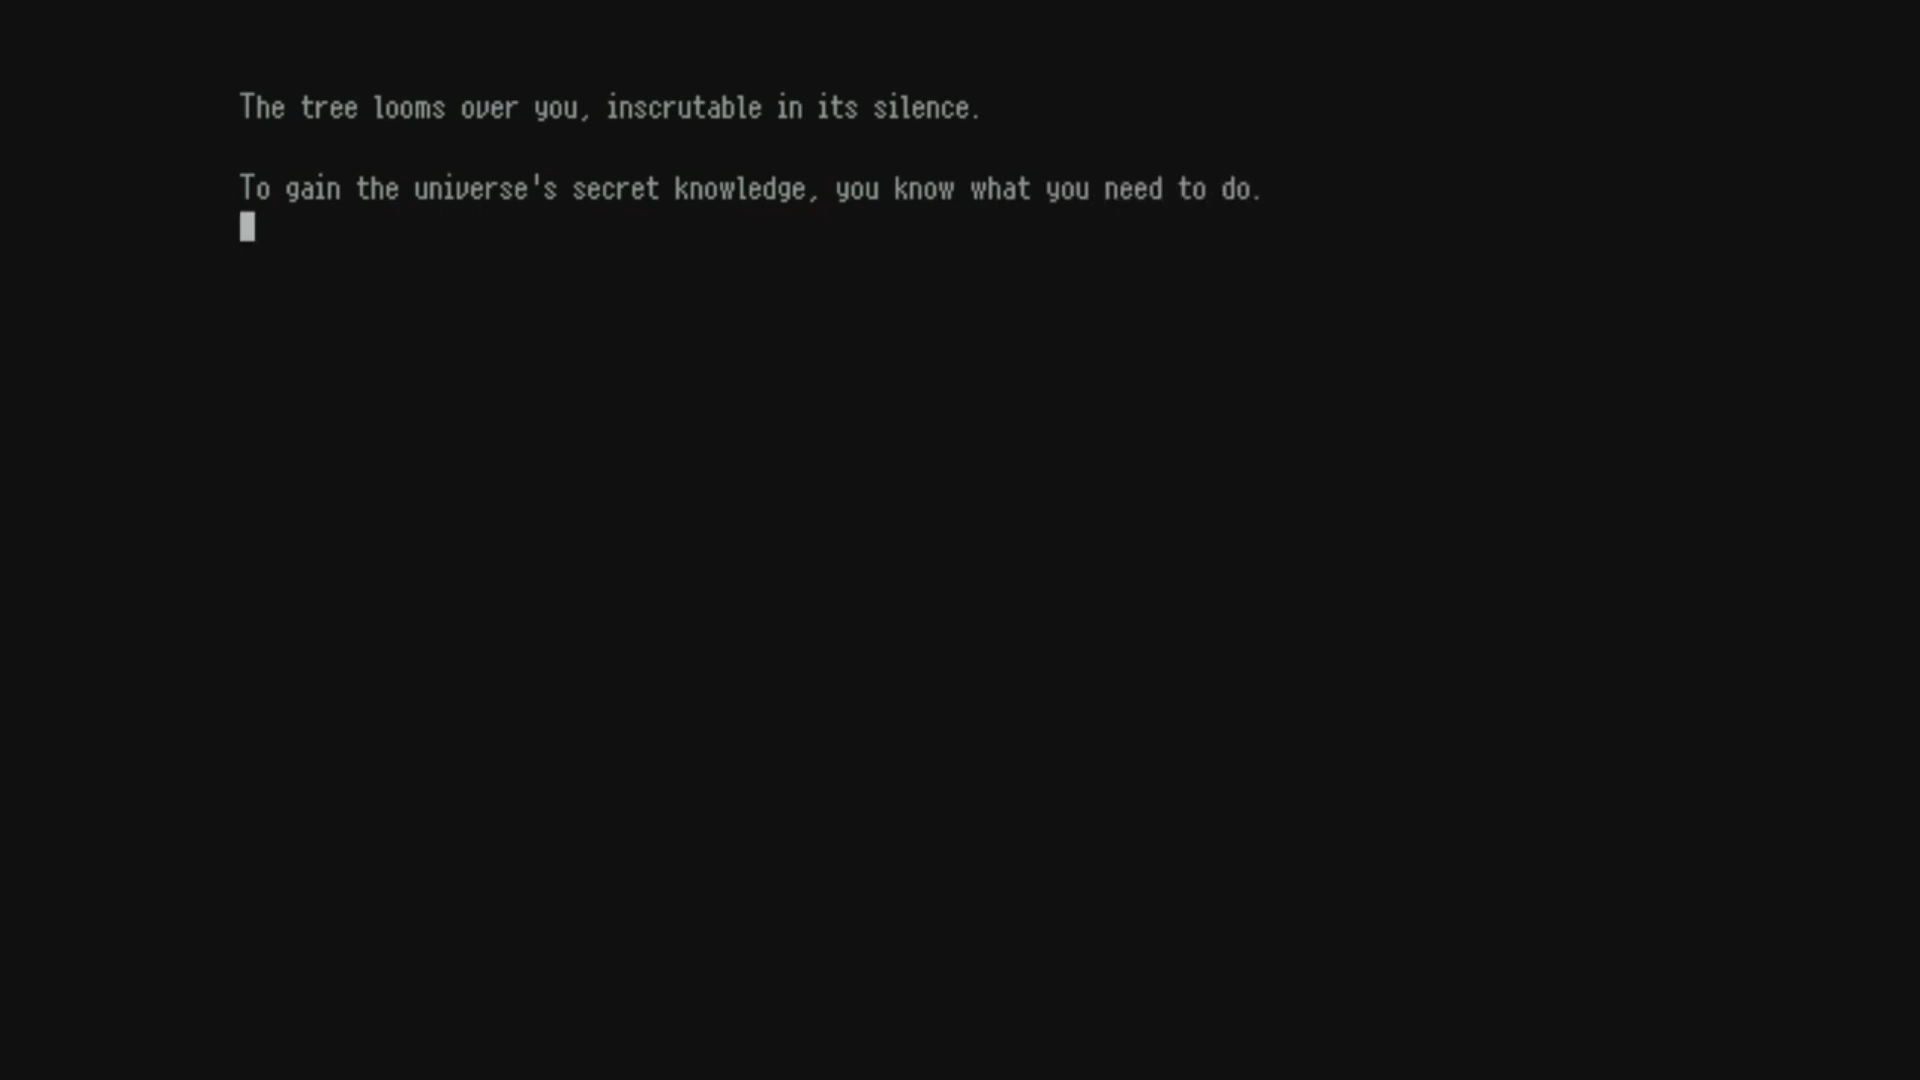 The tree looms over you, inscrutable in its silence.
To gain the universe's secret knowledge, you know what you need to do.